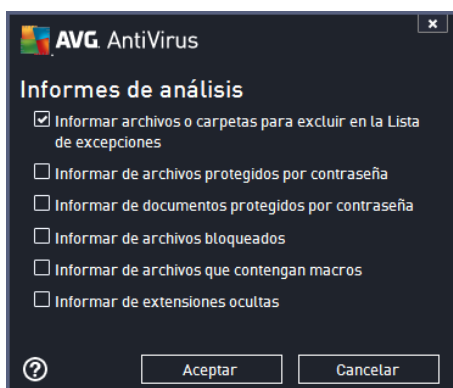 AVG AntiVirus
Informes de análisis
Informar archivos o carpetas para excluir en la Lista
de excepciones
Informar de archivos protegidos por contraseña
Informar de documentos protegidos por contraseña
Informar de archivos bloqueados
Informar de archivos que contengan macros
Informar de extensiones ocultas
Aceptar
Cancelar